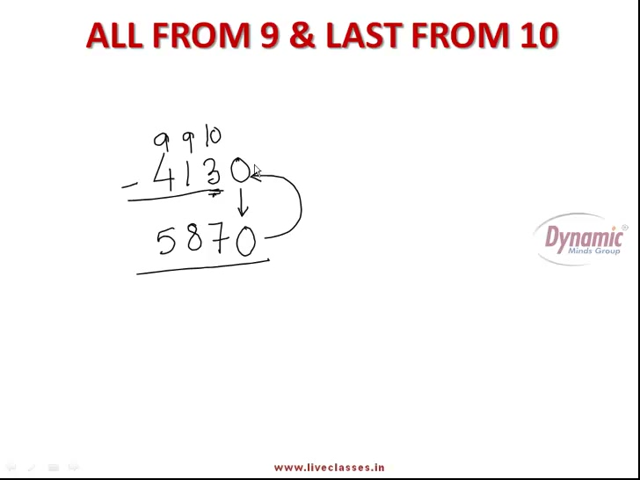 ALL FROM 9 & LAST FROM 10
9 9 10
- 4 1 3 0
5 8 7 0
Dynamic®
Minds Group
www.liveclasses.in